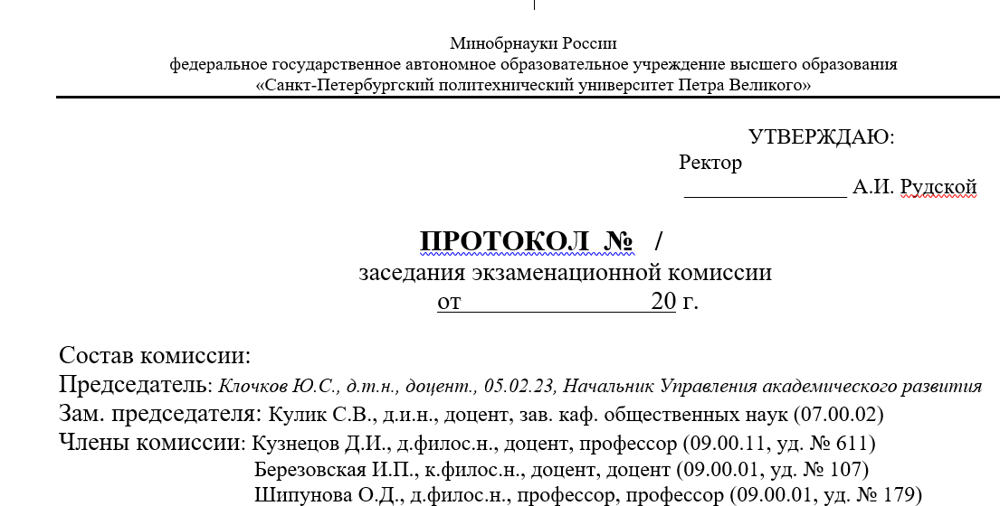 Минобрнауки России
федеральное государственное автономное образовательное учреждение высшего образования
«Санкт-Петербургский политехнический университет Петра Великого»
УТВЕРЖДАЮ:
Ректор
_______________ А.И. Рудской
ПРОТОКОЛ № /
заседания экзаменационной комиссии
от 20 г.
Состав комиссии:
Председатель: Клочков Ю.С., д.т.н., доцент., 05.02.23, Начальник Управления академического развития
Зам. председателя: Кулик С.В., д.и.н., доцент, зав. каф. общественных наук (07.00.02)
Члены комиссии: Кузнецов Д.И., д.филос.н., доцент, профессор (09.00.11, уд. № 611)
Березовская И.П., к.филос.н., доцент, доцент (09.00.01, уд. № 107)
Шипунова О.Д., д.филос.н., профессор, профессор (09.00.01, уд. № 179)